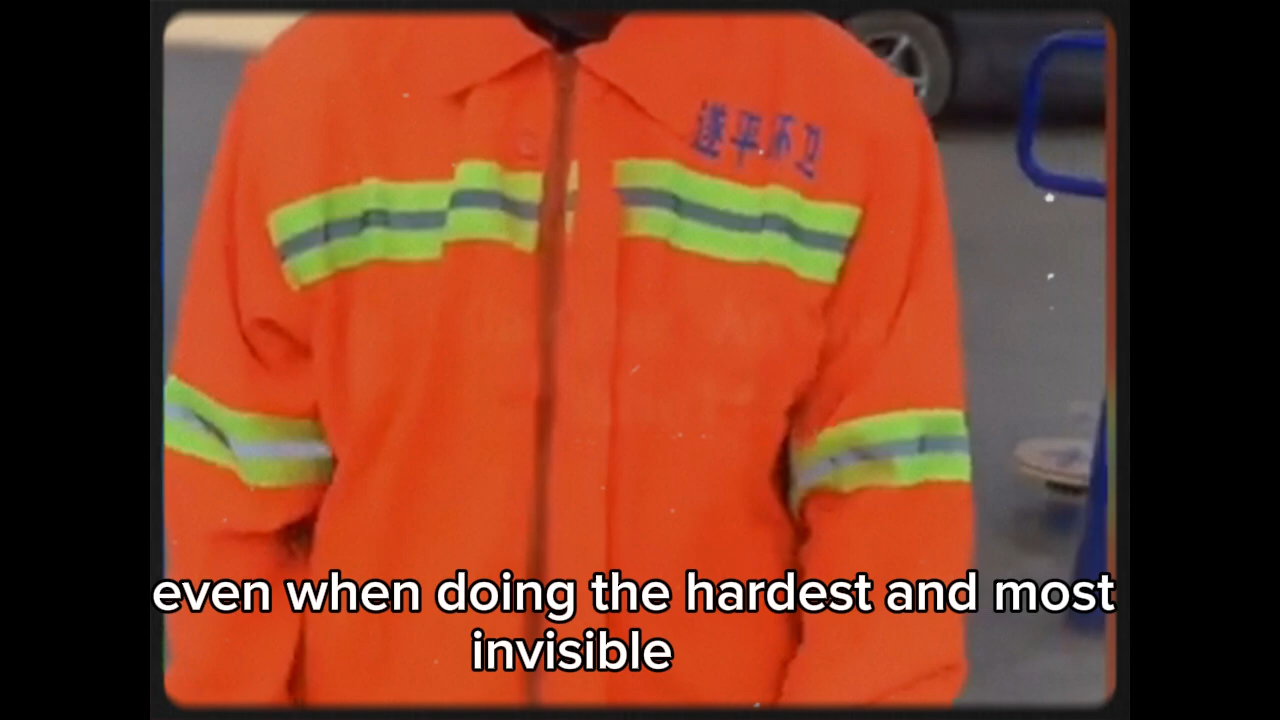 遂平环卫
even when doing the hardest and most
invisible